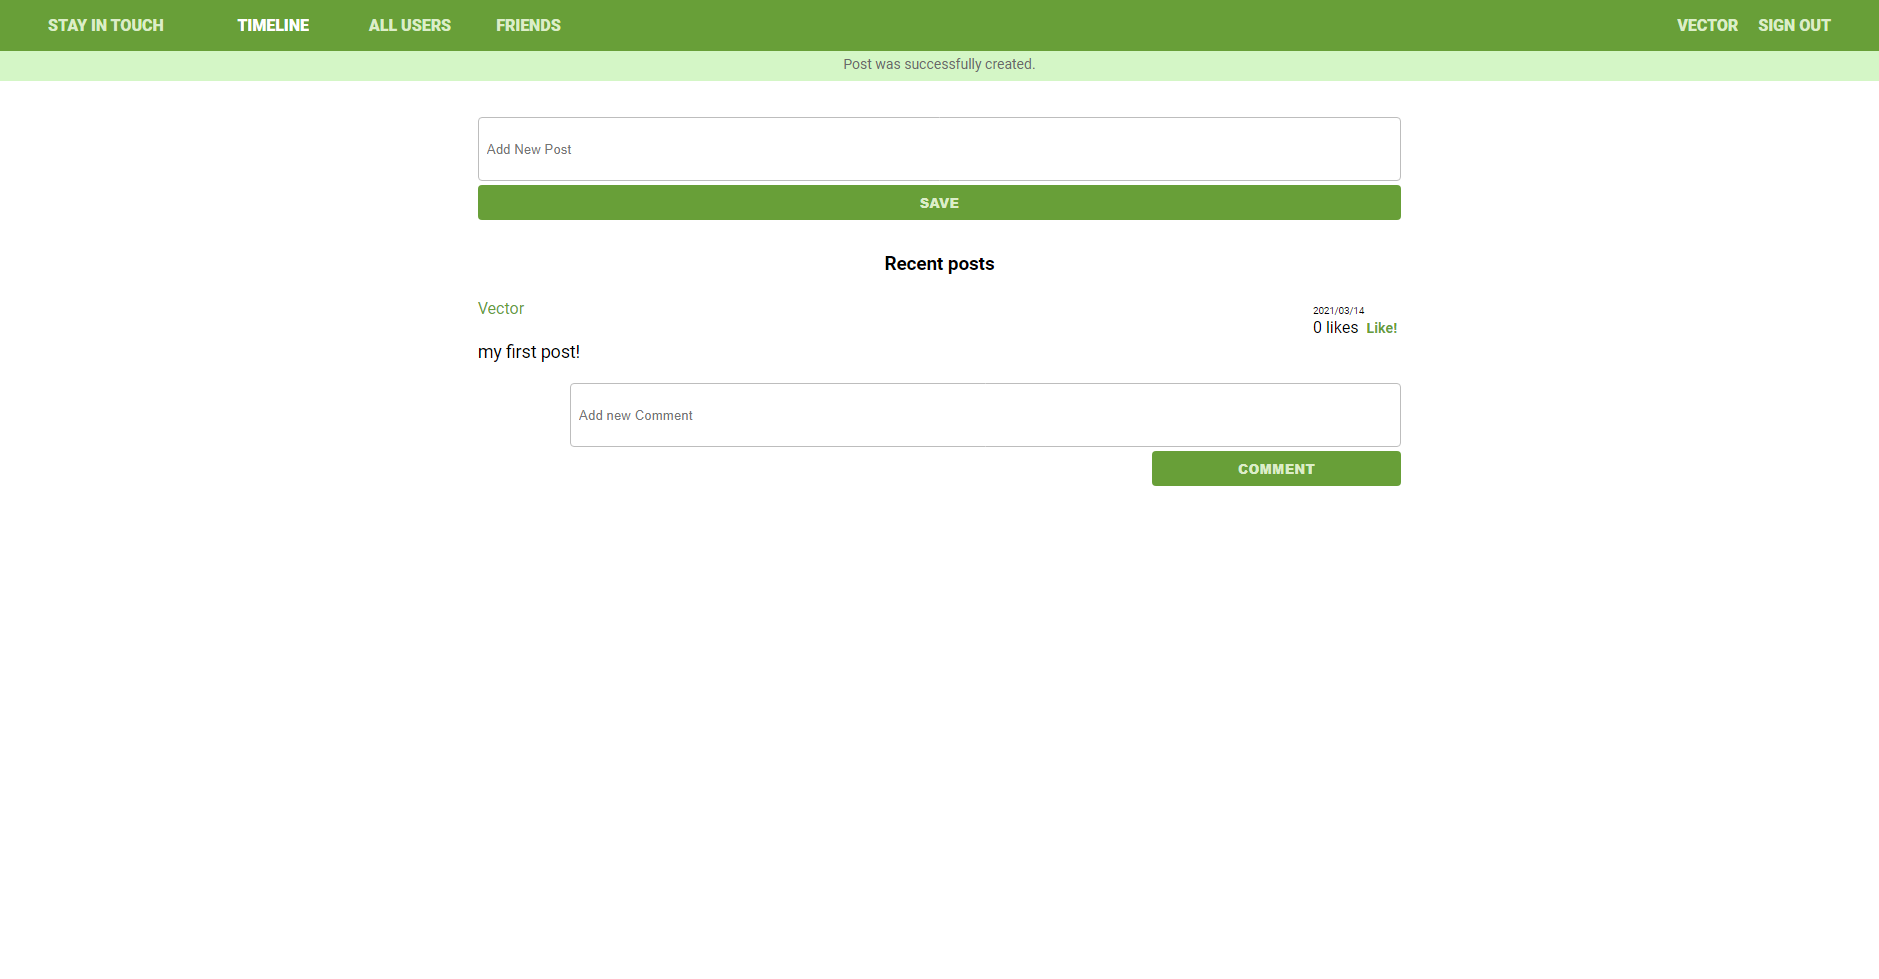 STAY IN TOUCH TIMELINE ALL USERS FRIENDS VECTOR SIGN OUT
Post was successfully created.
Add New Post
SAVE
Recent posts
Vector
2021/03/14
0 likes Like!
my first post!
Add new Comment
COMMENT